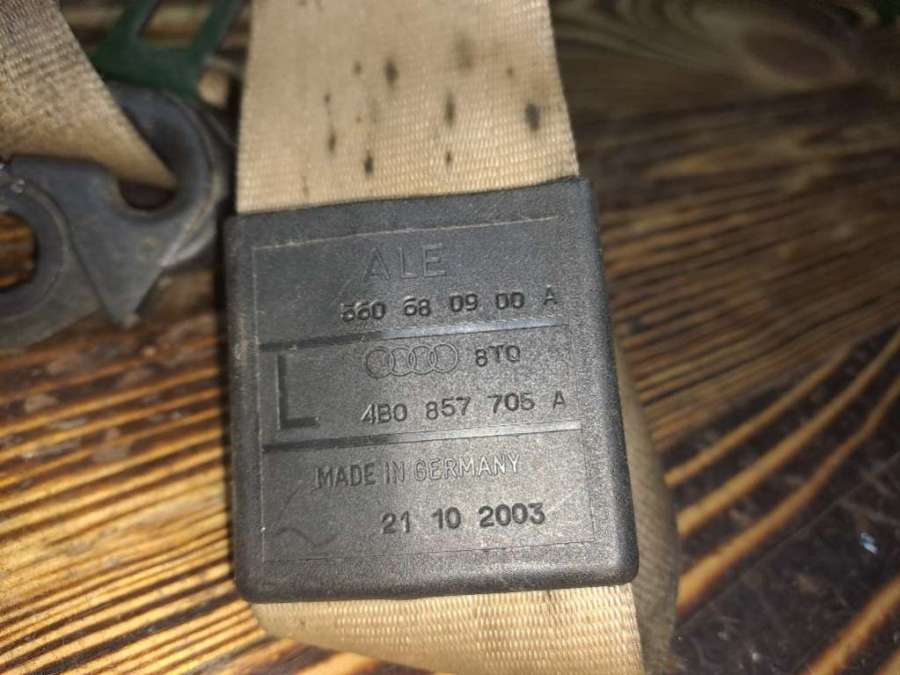 ALE
560 68 09 00 A
8T0
L
4B0 857 705 A
MADE IN GERMANY
21 10 2003